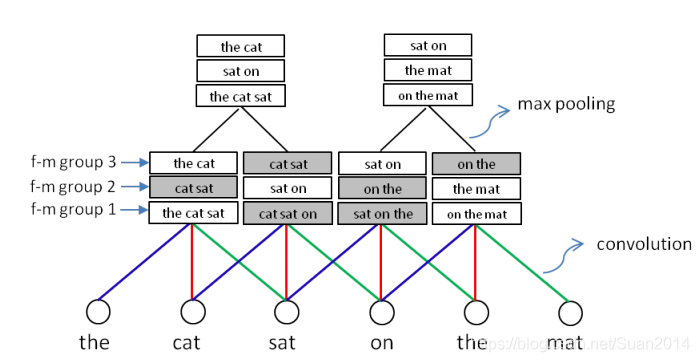 the cat
sat on
sat on
the mat
the cat sat
on the mat
max pooling
f-m group 3
the cat
cat sat
sat on
on the
f-m group 2
cat sat
sat on
on the
the mat
f-m group 1
the cat sat
cat sat on
sat on the
on the mat
convolution
the
cat
sat
on
the
mat
https://blog.csdn.net/Suan2014